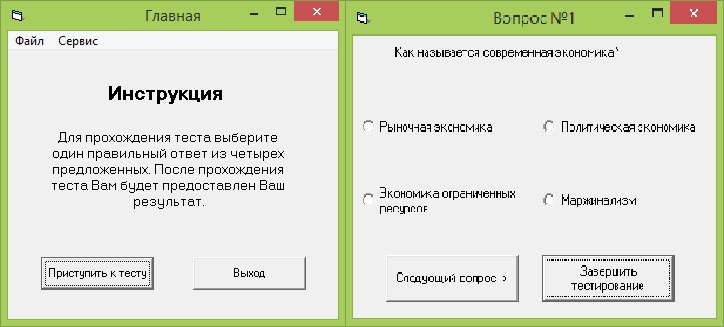 Главная
Файл Сервис
Инструкция
Для прохождения теста выберите
один правильный ответ из четырех
предложенных. После прохождения
теста Вам будет предоставлен Ваш
результат.
Приступить к тесту
Выход
Вопрос №1
Как называется современная экономика?
Рыночная экономика
Политическая экономика
Экономика ограниченных
ресурсов
Маржинализм
Следующий вопрос >
Завершить
тестирование